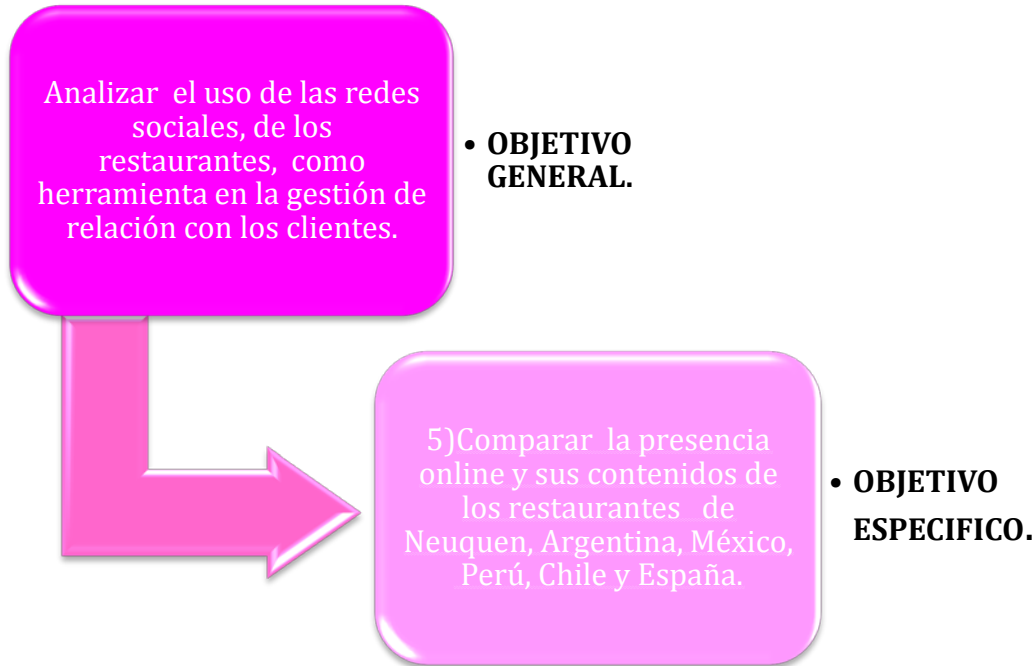 Analizar el uso de las redes
sociales, de los
restaurantes, como
herramienta en la gestión de
relación con los clientes.
• OBJETIVO
GENERAL.
5)Comparar la presencia
online y sus contenidos de
los restaurantes de
Neuquen, Argentina, México,
Perú, Chile y España.
• OBJETIVO
ESPECIFICO.